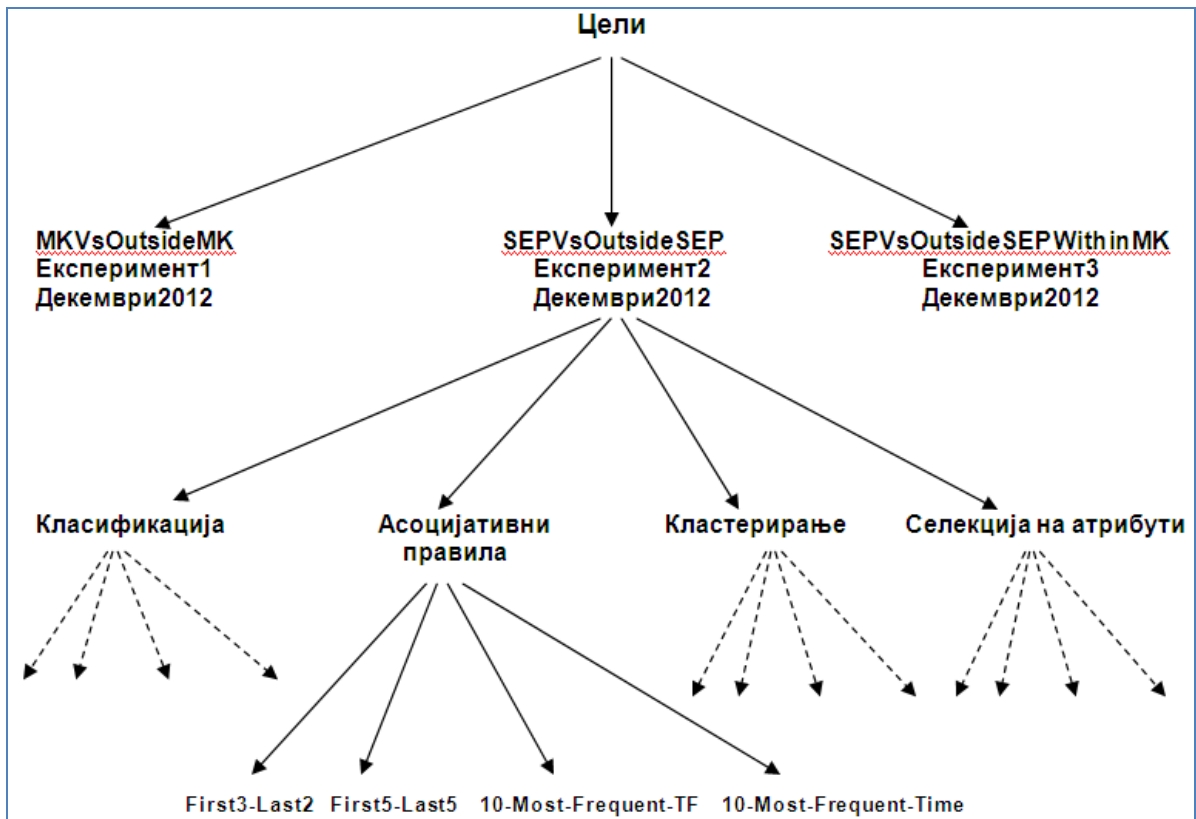 Цели
MKVsOutsideMK
Експеримент1
Декември2012
SEPVsOutsideSEP
Експеримент2
Декември2012
SEPVsOutsideSEPWithinMK
Експеримент3
Декември2012
Класификација
Асоцијативни
правила
Кластерирање
Селекција на атрибути
First3-Last2
First5-Last5
10-Most-Frequent-TF
10-Most-Frequent-Time